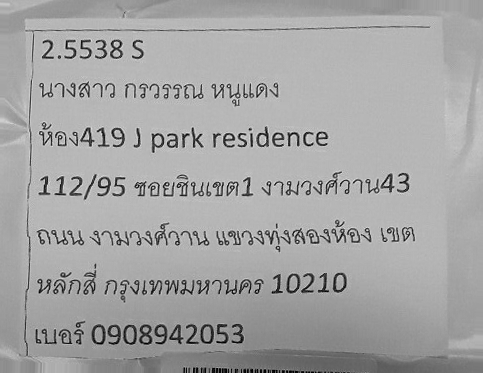 2.5538 S
นางสาว กรวรรณ หนูแดง
ห้อง419 J park residence
112/95 ซอยชินเขต1 งามวงศ์วาน43
ถนน งามวงศ์วาน แขวงทุ่งสองห้อง เขต
หลักสี่ กรุงเทพมหานคร 10210
เบอร์ 0908942053